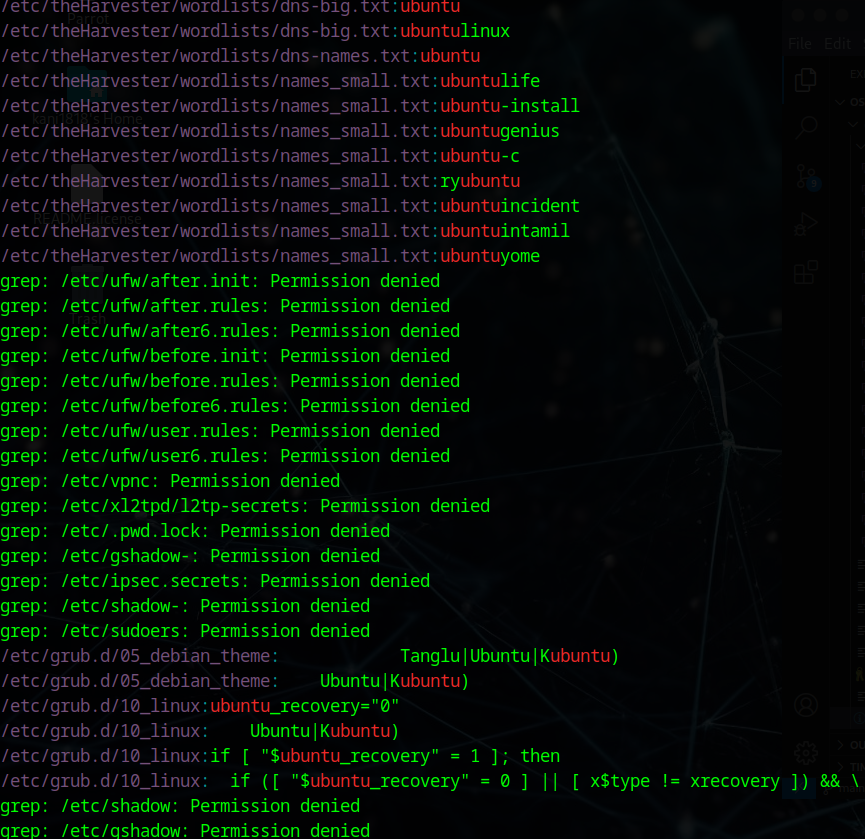 /etc/theHarvester/wordlists/dns-big.txt:ubuntu
/etc/theHarvester/wordlists/dns-big.txt:ubuntulinux
/etc/theHarvester/wordlists/dns-names.txt:ubuntu
/etc/theHarvester/wordlists/names_small.txt:ubuntulife
/etc/theHarvester/wordlists/names_small.txt:ubuntu-install
/etc/theHarvester/wordlists/names_small.txt:ubuntugenius
/etc/theHarvester/wordlists/names_small.txt:ubuntu-c
/etc/theHarvester/wordlists/names_small.txt:ryubuntu
/etc/theHarvester/wordlists/names_small.txt:ubuntuincident
/etc/theHarvester/wordlists/names_small.txt:ubuntuintamil
/etc/theHarvester/wordlists/names_small.txt:ubuntuyome
grep: /etc/ufw/after.init: Permission denied
grep: /etc/ufw/after.rules: Permission denied
grep: /etc/ufw/after6.rules: Permission denied
grep: /etc/ufw/before.init: Permission denied
grep: /etc/ufw/before.rules: Permission denied
grep: /etc/ufw/before6.rules: Permission denied
grep: /etc/ufw/user.rules: Permission denied
grep: /etc/ufw/user6.rules: Permission denied
grep: /etc/vpnc: Permission denied
grep: /etc/xl2tpd/l2tp-secrets: Permission denied
grep: /etc/.pwd.lock: Permission denied
grep: /etc/gshadow-: Permission denied
grep: /etc/ipsec.secrets: Permission denied
grep: /etc/shadow-: Permission denied
grep: /etc/sudoers: Permission denied
/etc/grub.d/05_debian_theme:            Tanglu|Ubuntu|Kubuntu)
/etc/grub.d/05_debian_theme:    Ubuntu|Kubuntu)
/etc/grub.d/10_linux:ubuntu_recovery="0"
/etc/grub.d/10_linux:    Ubuntu|Kubuntu)
/etc/grub.d/10_linux:if [ "$ubuntu_recovery" = 1 ]; then
/etc/grub.d/10_linux:  if ([ "$ubuntu_recovery" = 0 ] || [ x$type != xrecovery ]) && \
grep: /etc/shadow: Permission denied
grep: /etc/gshadow: Permission denied
Parrot
kani1818's Home
README.license
Trash
File Edit